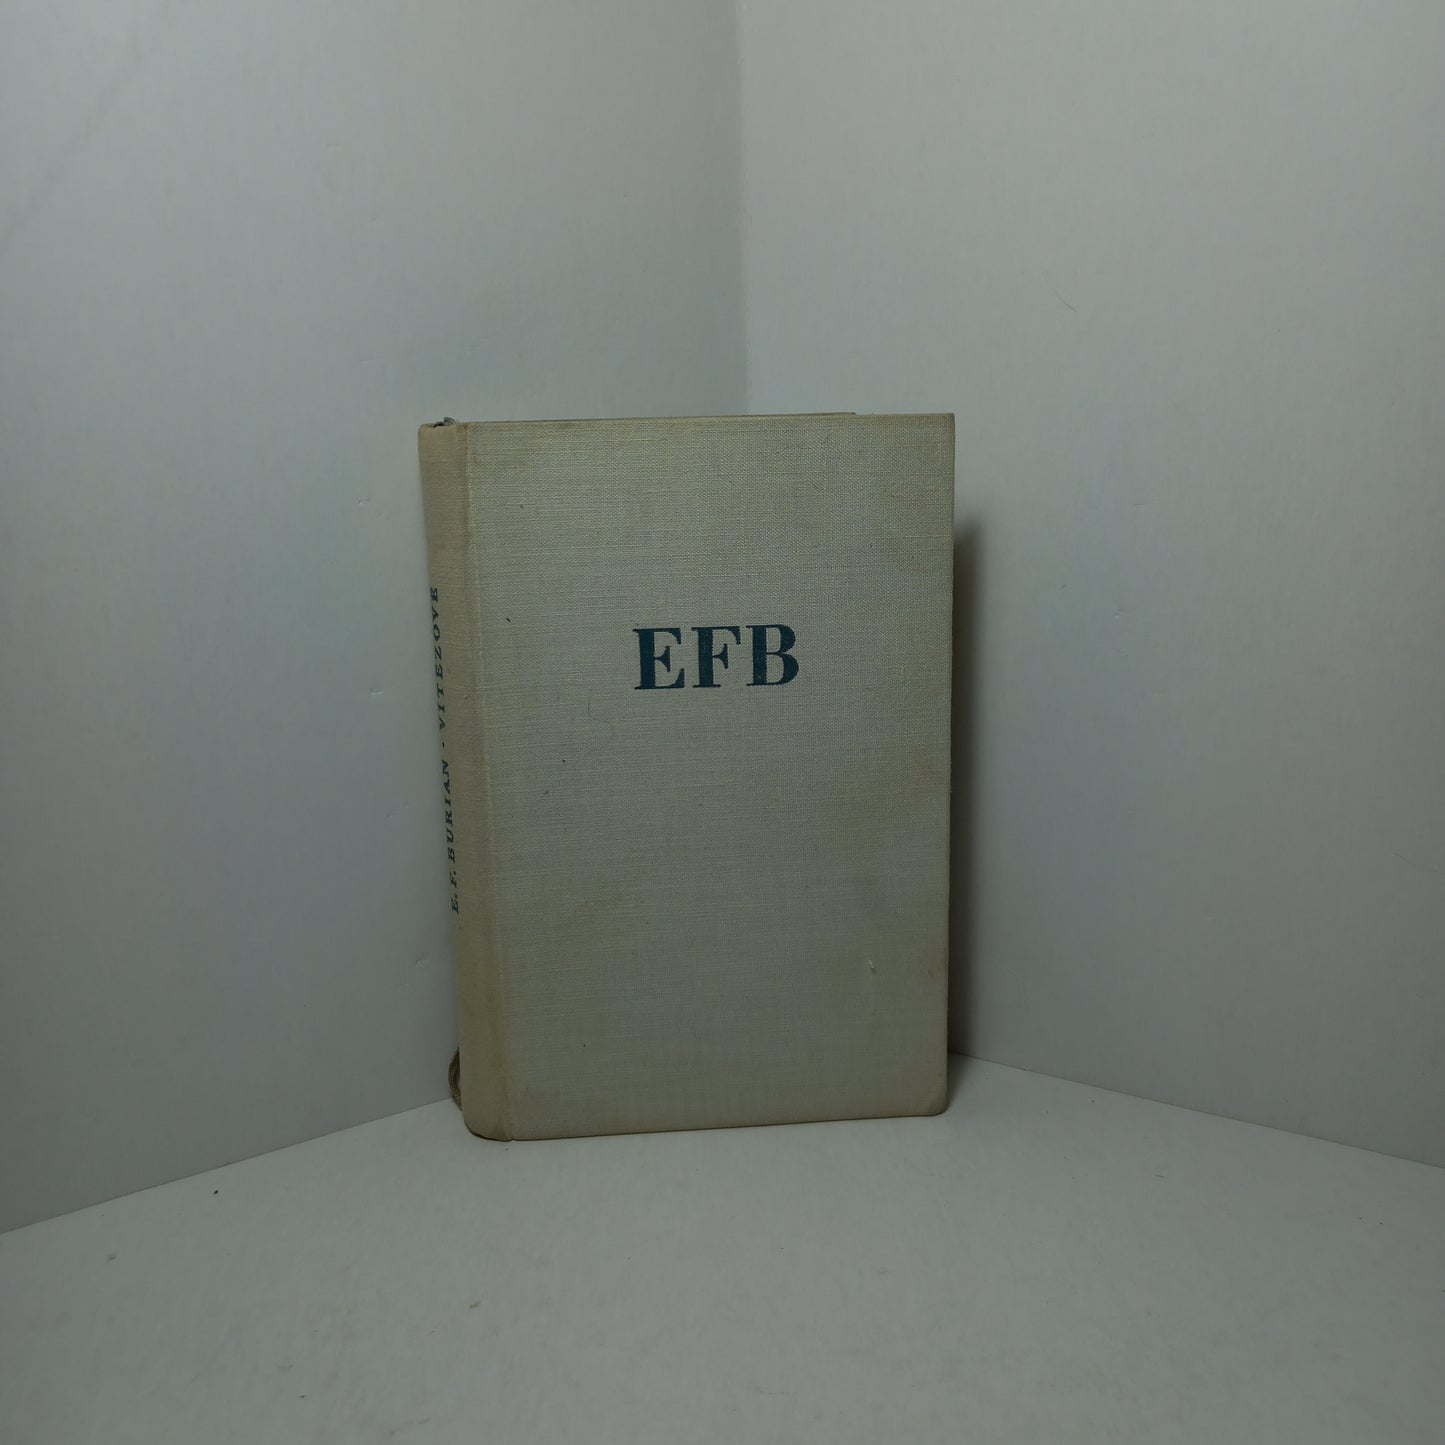 EFB
E. F. BURIAN · VÍTĚZOVÉ